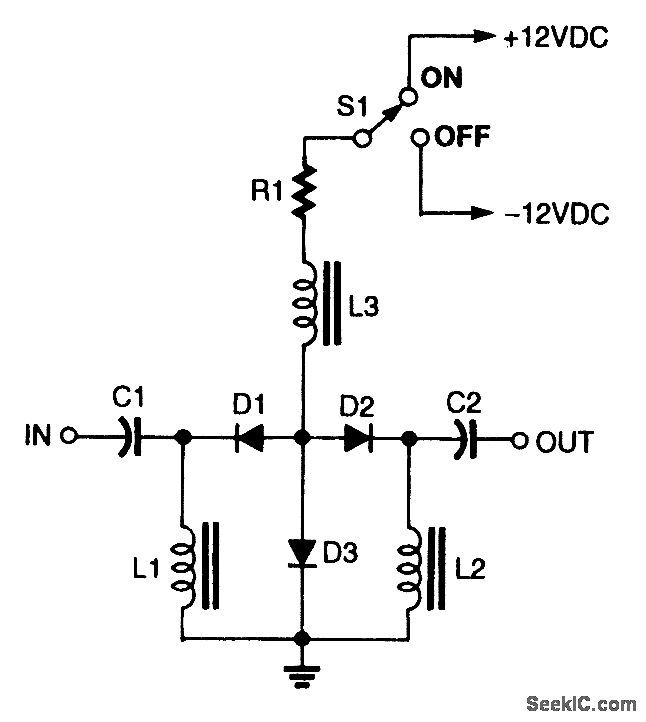 +12VDC
ON
S1
OFF
R1
-12VDC
L3
C1
D1
D2
C2
IN
OUT
L1
D3
L2
SeekIC.com